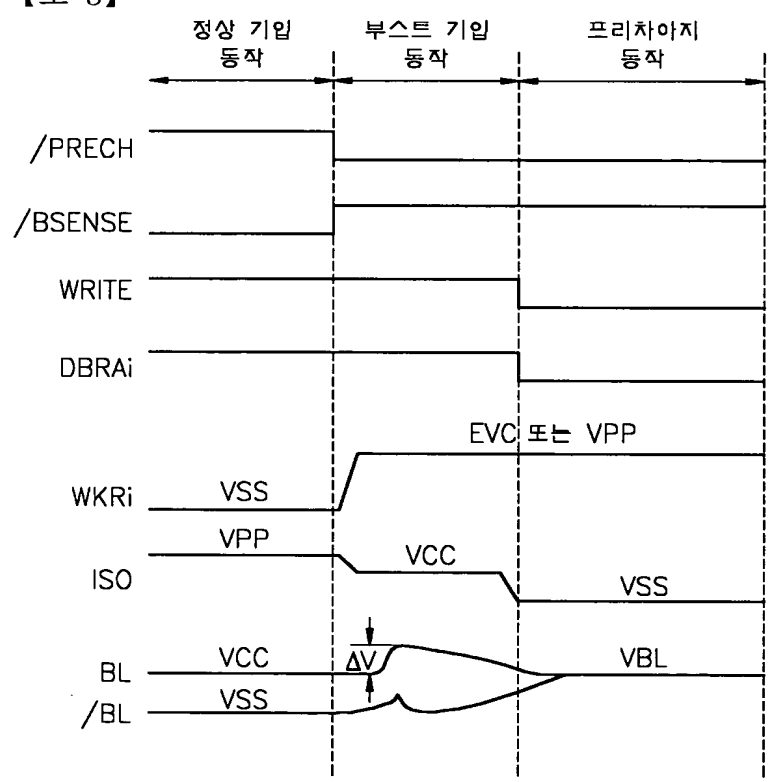 정상 기입 부스트 기입 프리차아지
동작 동작 동작
/PRECH
/BSENSE
WRITE
DBRAi
EVC 또는 VPP
WKRi VSS
VPP VCC
ISO VSS
BL VCC ΔV VBL
/BL VSS